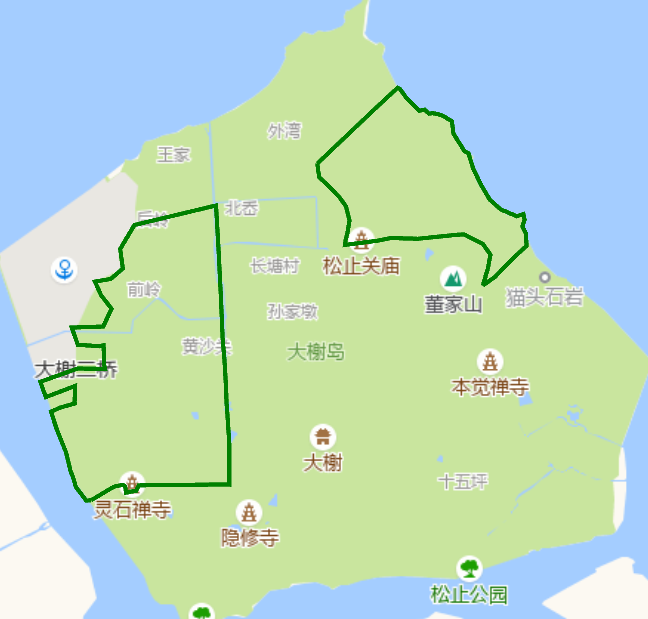 外湾
王家
北岙
后岭
长塘村
松止关庙
前岭
董家山
猫头石岩
孙家墩
黄沙关
大榭岛
大榭二桥
本觉禅寺
大榭
十五坪
灵石禅寺
隐修寺
松止公园